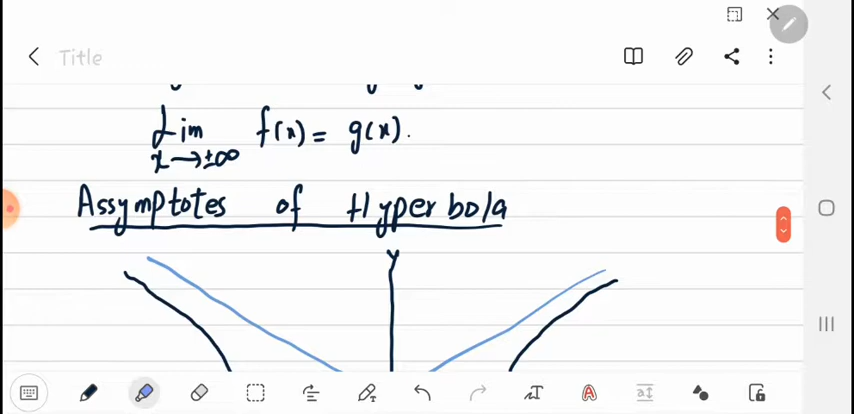 Title
Lim f(x) = g(x).
x→±∞
Assymptotes of Hyperbola
Y